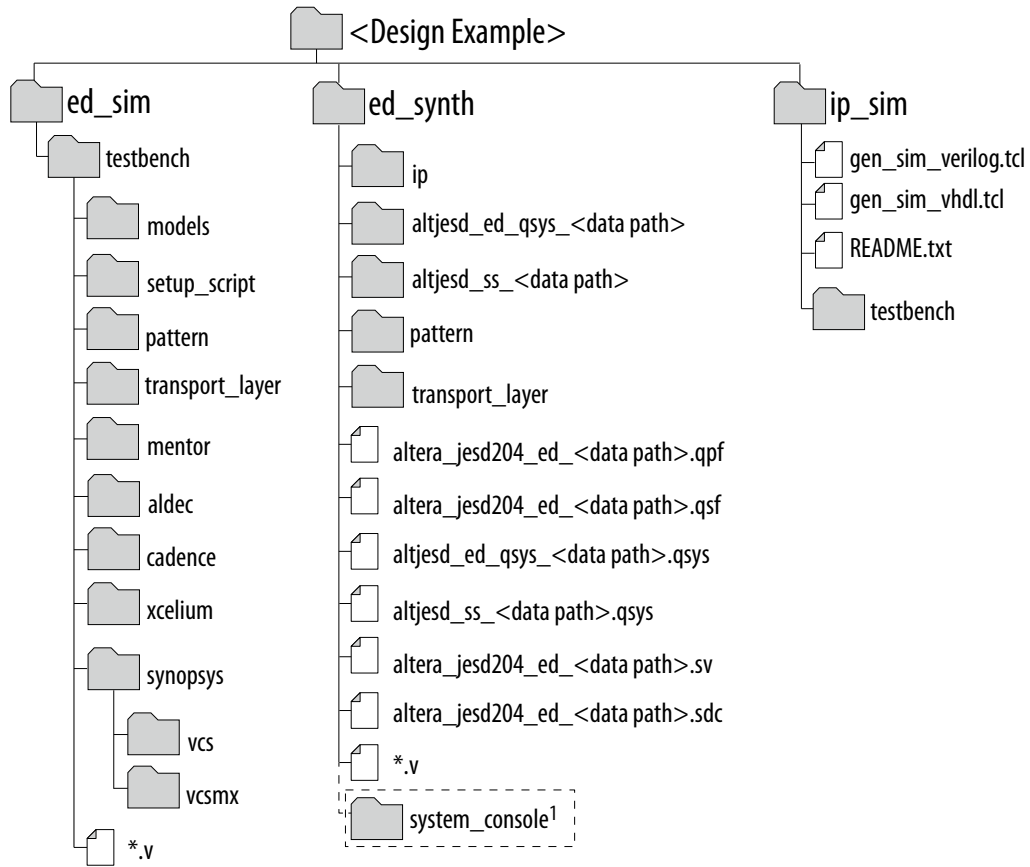 <Design Example>
ed_sim
testbench
models
setup_script
pattern
transport_layer
mentor
aldec
cadence
xcelium
synopsys
vcs
vcsmx
*.v
ed_synth
ip
altjesd_ed_qsys_<data path>
altjesd_ss_<data path>
pattern
transport_layer
altera_jesd204_ed_<data path>.qpf
altera_jesd204_ed_<data path>.qsf
altjesd_ed_qsys_<data path>.qsys
altjesd_ss_<data path>.qsys
altera_jesd204_ed_<data path>.sv
altera_jesd204_ed_<data path>.sdc
*.v
system_console¹
ip_sim
gen_sim_verilog.tcl
gen_sim_vhdl.tcl
README.txt
testbench